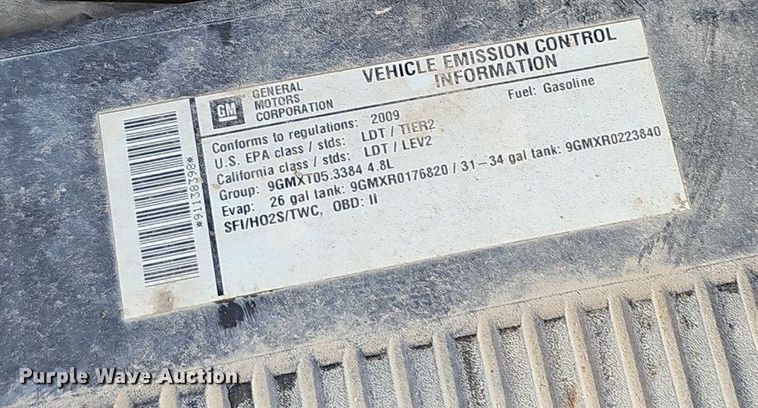 GM
GENERAL
MOTORS
CORPORATION
VEHICLE EMISSION CONTROL
INFORMATION
Fuel: Gasoline
Conforms to regulations: 2009
U.S. EPA class / stds: LDT / TIER2
California class / stds: LDT / LEV2
Group: 9GMXT05.3384 4.8L
Evap: 26 gal tank: 9GMXR0176820 / 31-34 gal tank: 9GMXR0223840
SFI/HO2S/TWC, OBD: II
*91138398*
Purple Wave Auction